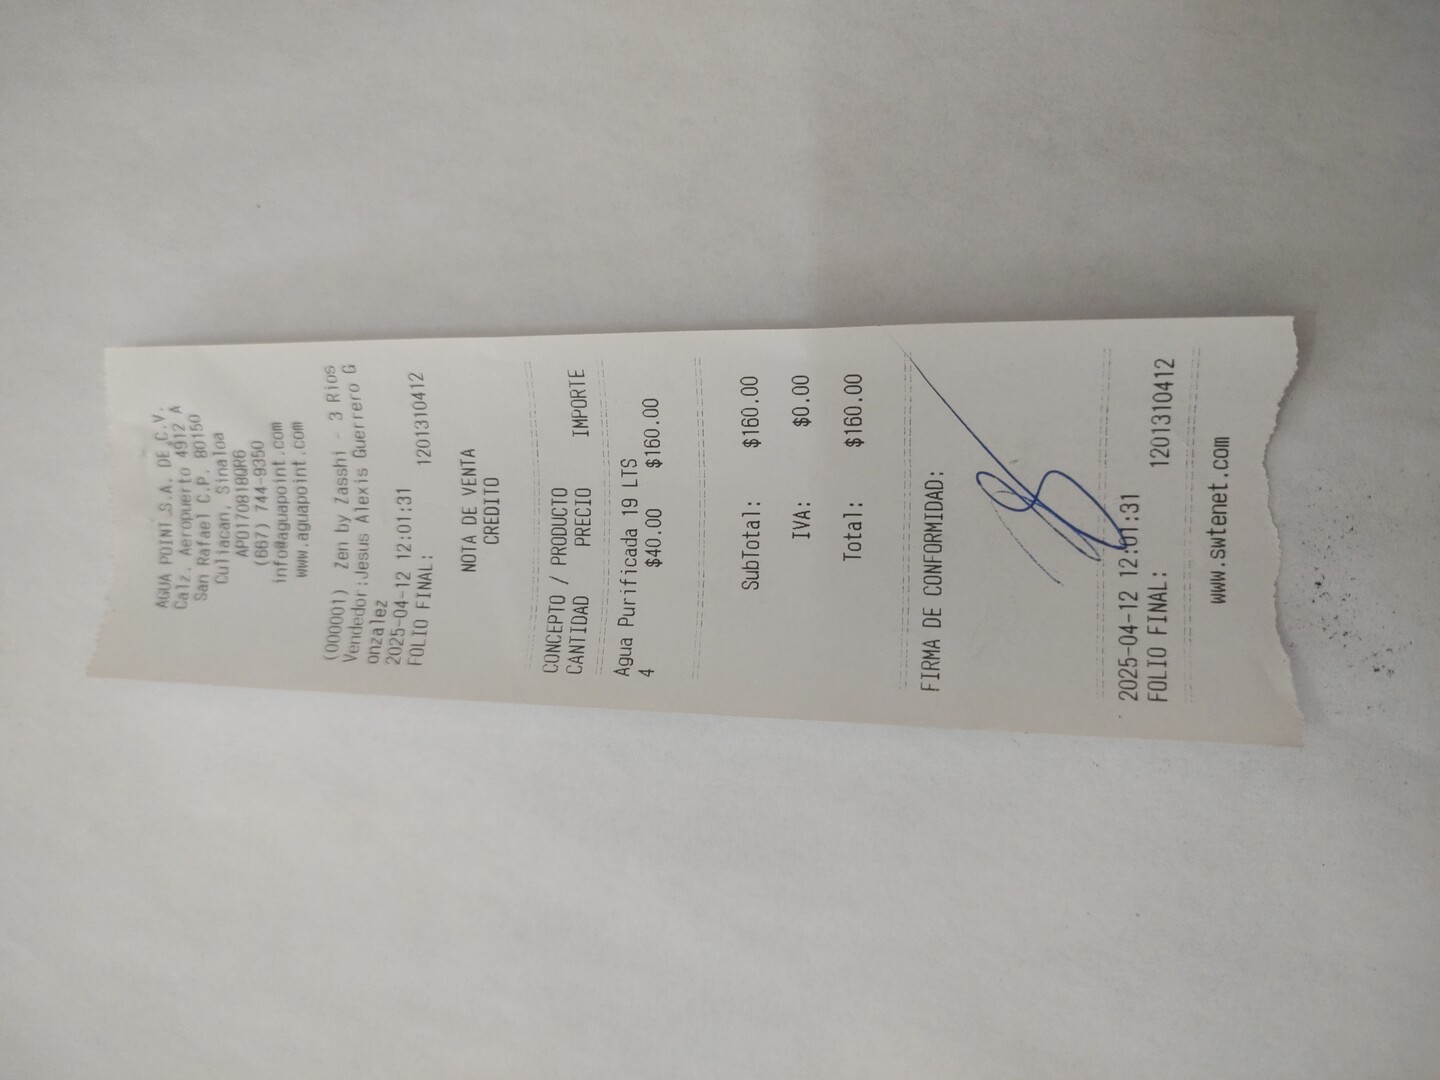 AGUA POINT S.A. DE C.V.
Calz. Aeropuerto 4912 A
San Rafael C.P. 80150
Culiacan, Sinaloa
APO170818QR6
(667) 744-9350
info@aguapoint.com
www.aguapoint.com
(000001) Zen by Zasshi - 3 Rios
Vendedor:Jesus Alexis Guerrero G
onzalez
2025-04-12 12:01:31
FOLIO FINAL: 1201310412
NOTA DE VENTA
CREDITO
CONCEPTO / PRODUCTO
CANTIDAD PRECIO IMPORTE
Agua Purificada 19 LTS
4 $40.00 $160.00
SubTotal: $160.00
IVA: $0.00
Total: $160.00
FIRMA DE CONFORMIDAD:
2025-04-12 12:01:31
FOLIO FINAL: 1201310412
www.swtenet.com